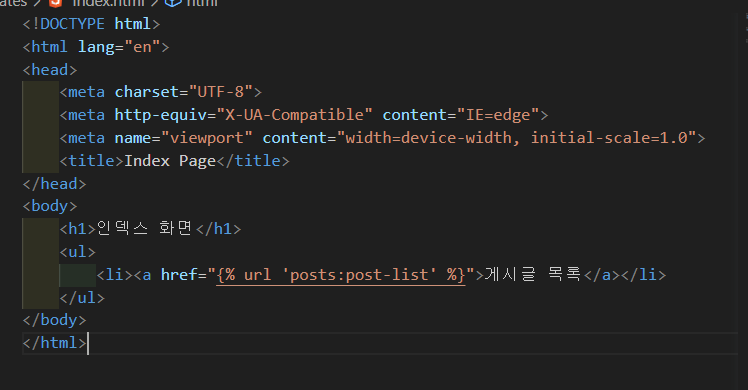 index.html > html
<!DOCTYPE html>
<html lang="en">
<head>
<meta charset="UTF-8">
<meta http-equiv="X-UA-Compatible" content="IE=edge">
<meta name="viewport" content="width=device-width, initial-scale=1.0">
<title>Index Page</title>
</head>
<body>
<h1>인덱스 화면</h1>
<ul>
<li><a href="{% url 'posts:post-list' %}">게시글 목록</a></li>
</ul>
</body>
</html>